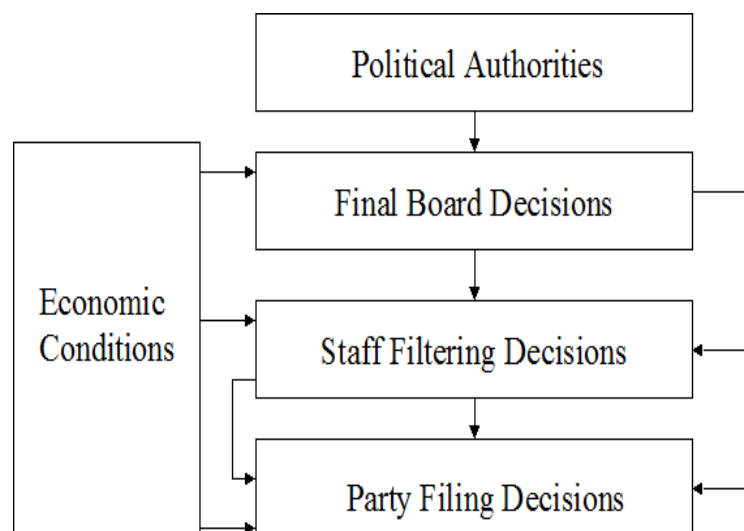 Political Authorities
Final Board Decisions
Economic
Conditions
Staff Filtering Decisions
Party Filing Decisions